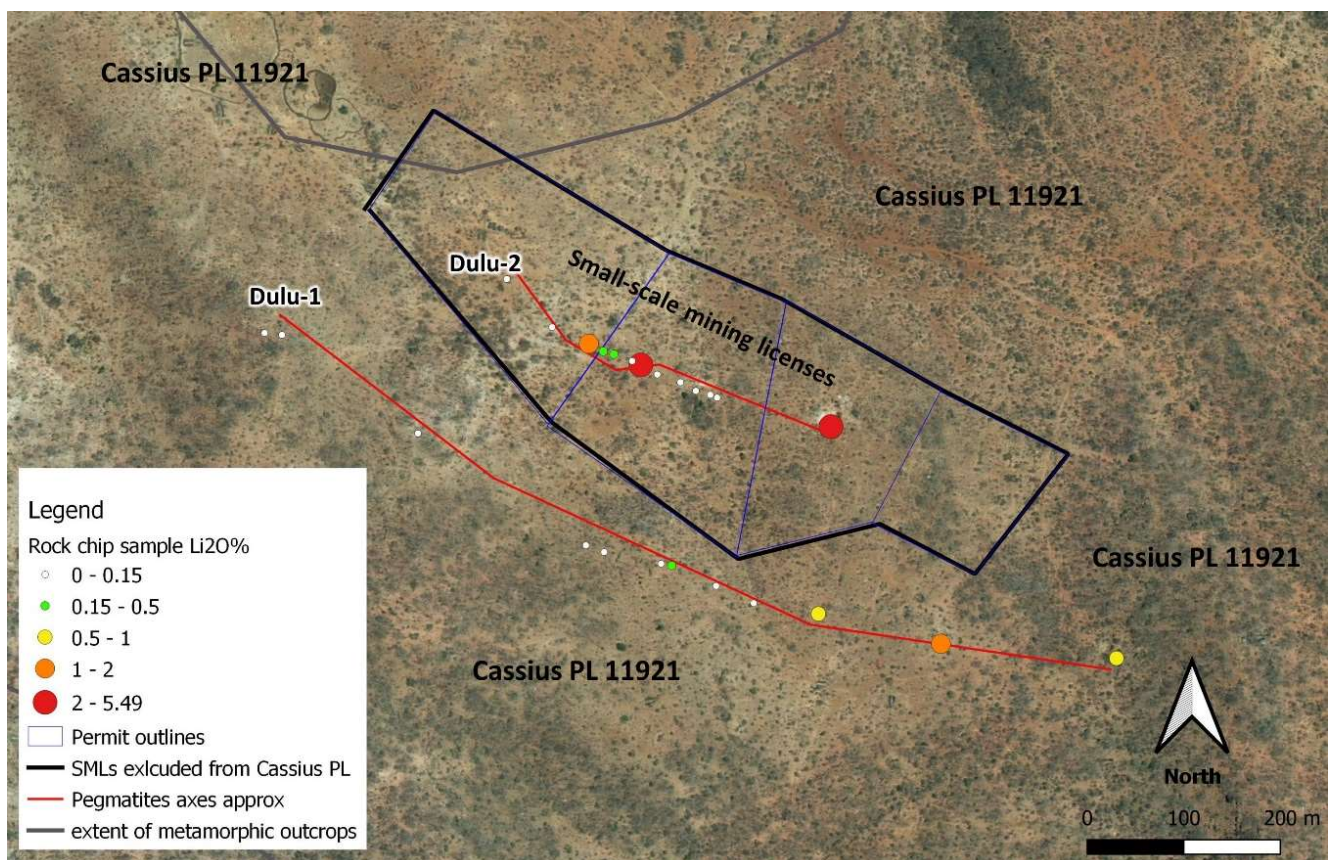 Cassius PL 11921
Cassius PL 11921
Small-scale mining licenses
Dulu-2
Dulu-1
Cassius PL 11921
Cassius PL 11921
Legend
Rock chip sample Li2O%
0 - 0.15
0.15 - 0.5
0.5 - 1
1 - 2
2 - 5.49
Permit outlines
SMLs exlcuded from Cassius PL
Pegmatites axes approx
extent of metamorphic outcrops
North
0 100 200 m